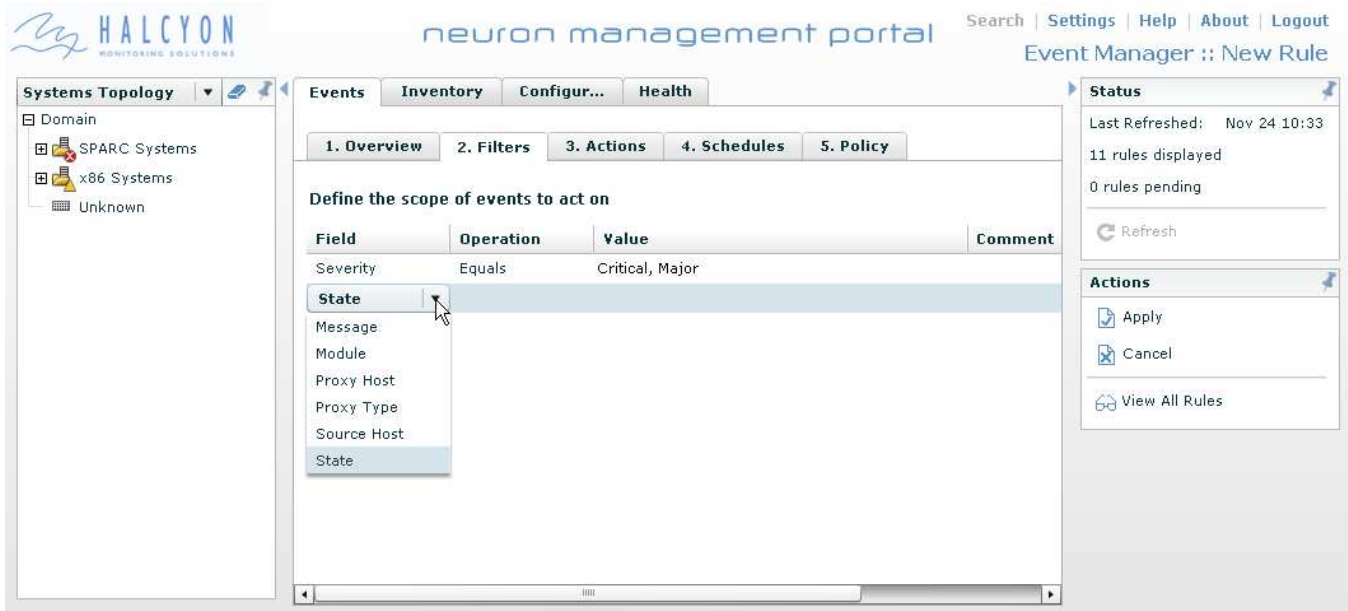 HALCYON
MONITORING SOLUTIONS
neuron management portal
Search | Settings | Help | About | Logout
Event Manager :: New Rule
Systems Topology
Domain
SPARC Systems
x86 Systems
Unknown
Events
Inventory
Configur...
Health
1. Overview
2. Filters
3. Actions
4. Schedules
5. Policy
Define the scope of events to act on
Field Operation Value Comment
Severity Equals Critical, Major
State
Message
Module
Proxy Host
Proxy Type
Source Host
State
Status
Last Refreshed: Nov 24 10:33
11 rules displayed
0 rules pending
Refresh
Actions
Apply
Cancel
View All Rules